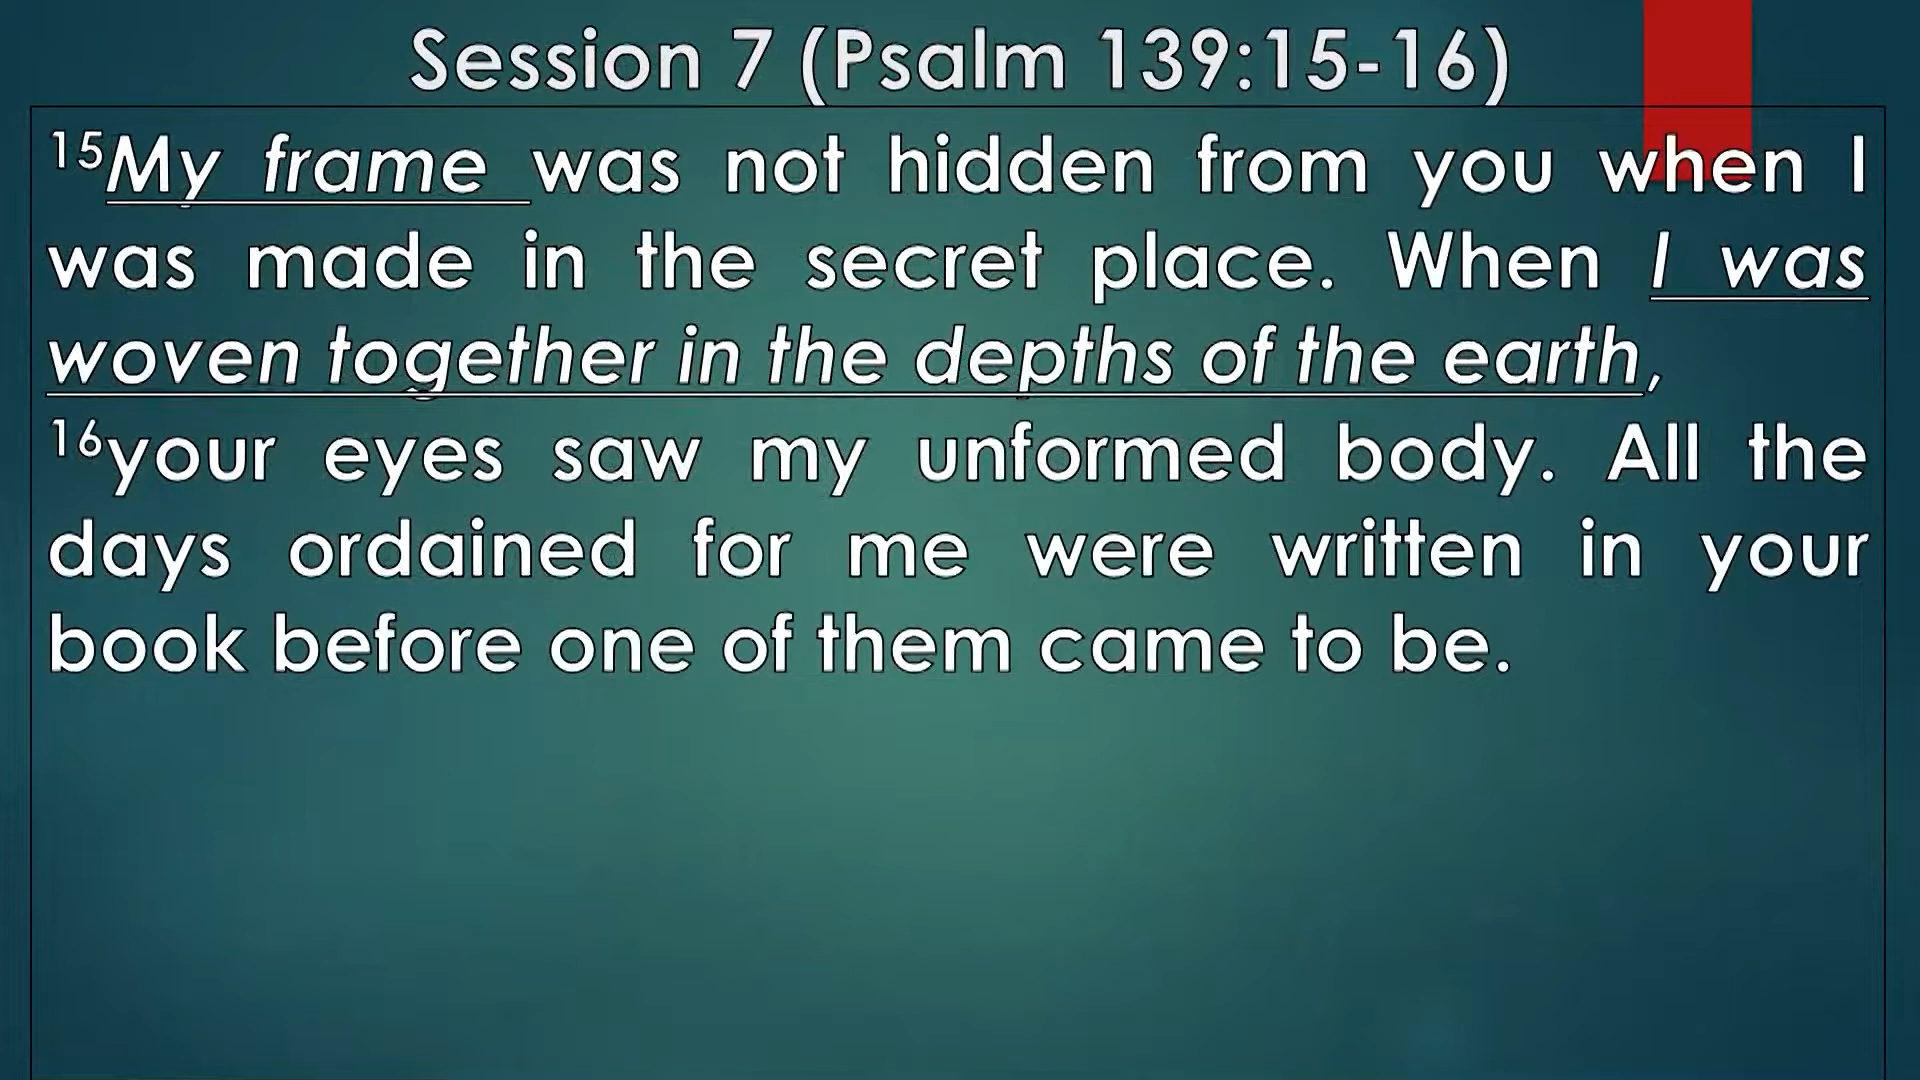 Session 7 (Psalm 139:15-16)
15My frame was not hidden from you when I
was made in the secret place. When I was
woven together in the depths of the earth,
16your eyes saw my unformed body. All the
days ordained for me were written in your
book before one of them came to be.